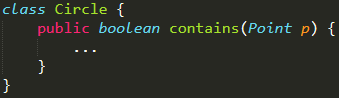 class Circle {
    public boolean contains(Point p) {
        ...
    }
}